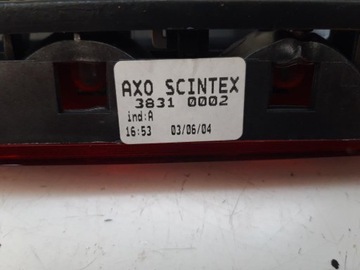 AXO SCINTEX
3831 0002
ind:A
16:53 03/06/04